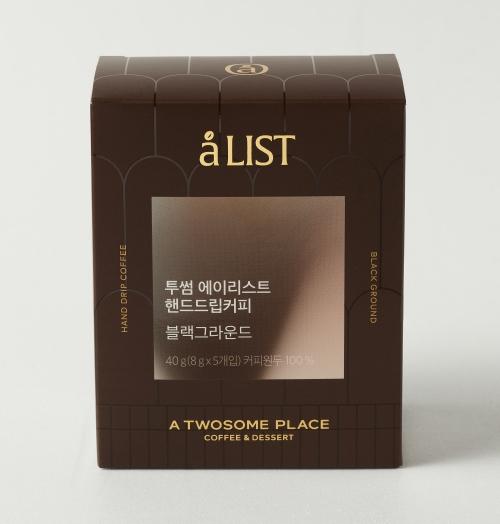 å
åLIST
HAND DRIP COFFEE
BLACK GROUND
투썸 에이리스트
핸드드립커피
블랙그라운드
40 g(8 g x 5개입) 커피원두 100 %
A TWOSOME PLACE
COFFEE & DESSERT